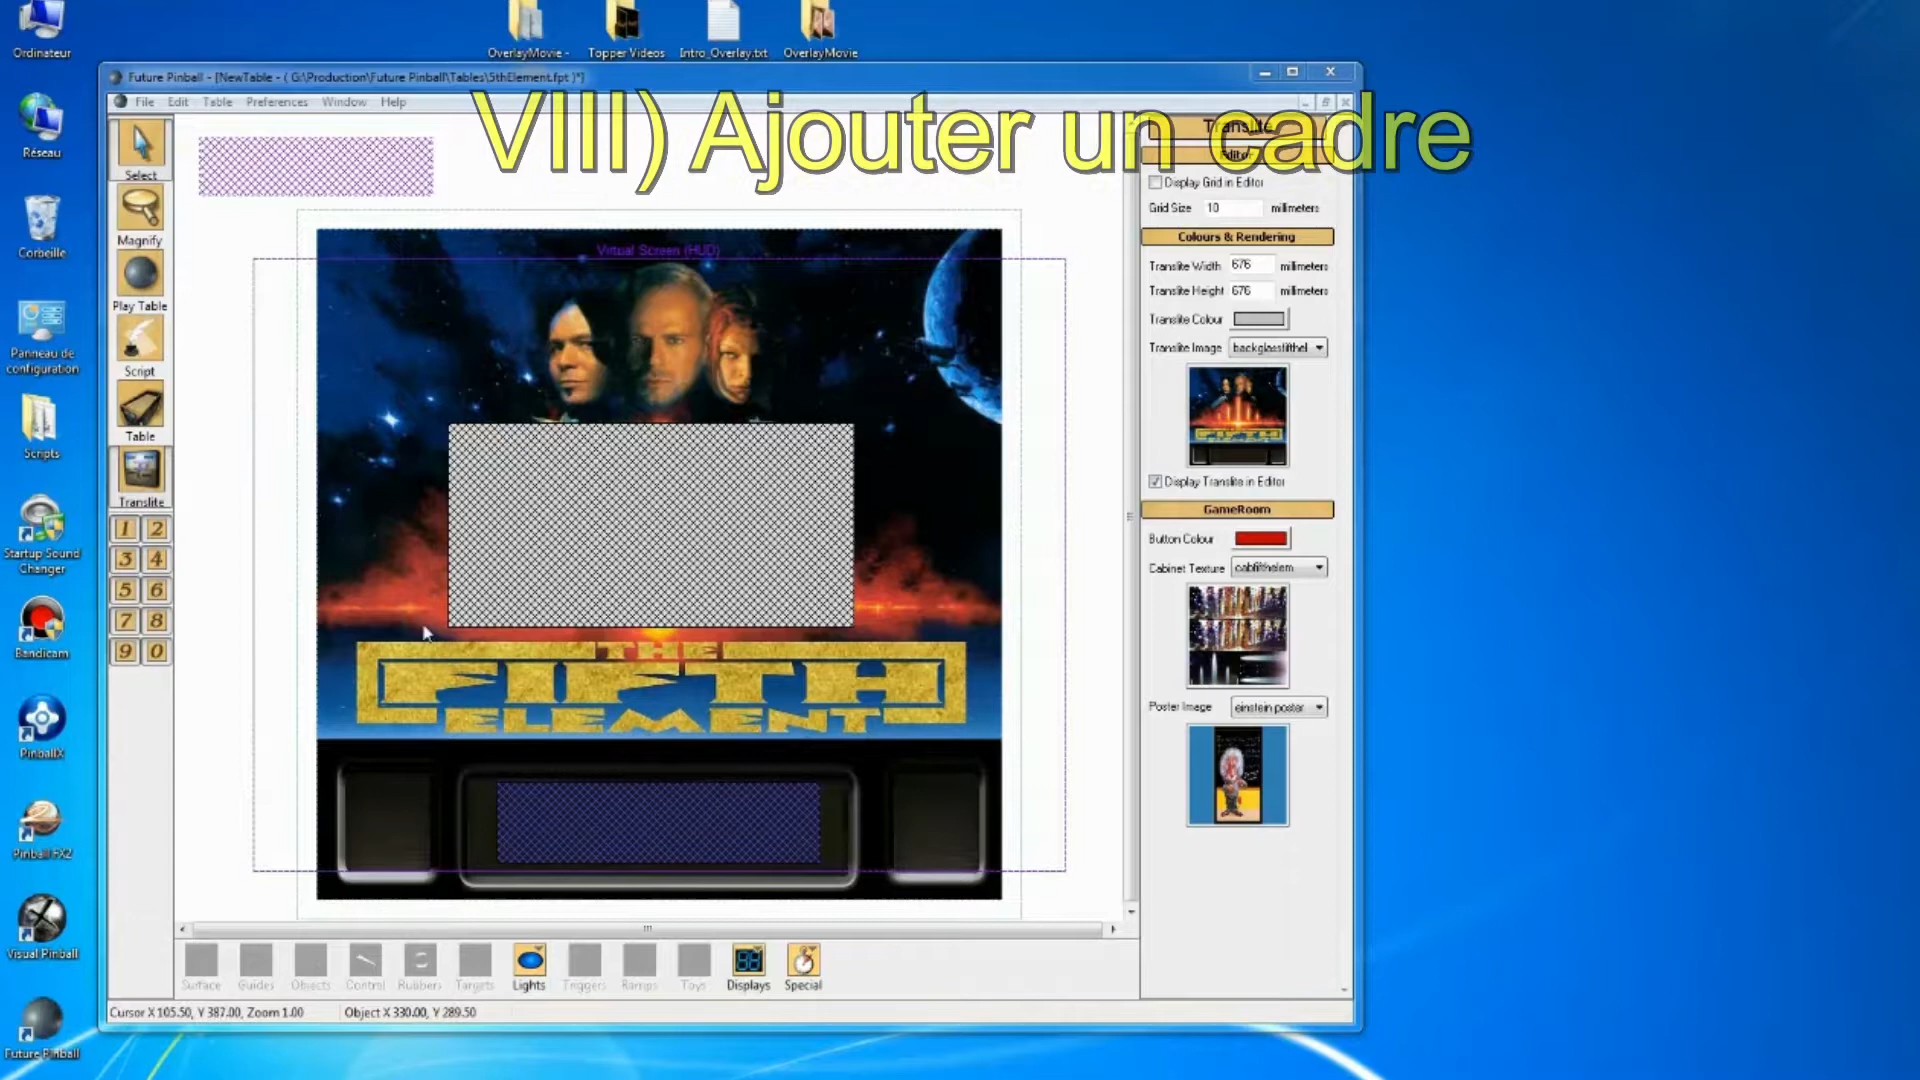 Ordinateur
Réseau
Corbeille
Panneau de
configuration
Scripts
Startup Sound
Changer
Bandicam
PinballX
Pinball FX2
Visual Pinball
Future Pinball
OverlayMovie -
Topper Videos
Intro_Overlay.txt
OverlayMovie
Future Pinball - [NewTable - ( G:\Production\Future Pinball\Tables\5thElement.fpt )*]
File Edit Table Preferences Window Help
VIII) Ajouter un cadre
Select
Magnify
Play Table
Script
Table
Translite
1 2
3 4
5 6
7 8
9 0
Virtual Screen (HUD)
THE
FIFTH
ELEMENT
Translite
Editor
Display Grid in Editor
Grid Size 10 milimeters
Colours & Rendering
Translite Width 676 milimeters
Translite Height 676 milimeters
Translite Colour
Translite Image backglassfifthel
Display Translite in Editor
GameRoom
Button Colour
Cabinet Texture cabfifthelem
Poster Image einstein poster
Surface Guides Objects Control Rubbers Targets Lights Triggers Ramps Toys Displays Special
Cursor X 105.50, Y 387.00, Zoom 1.00 Object X 330.00, Y 289.50